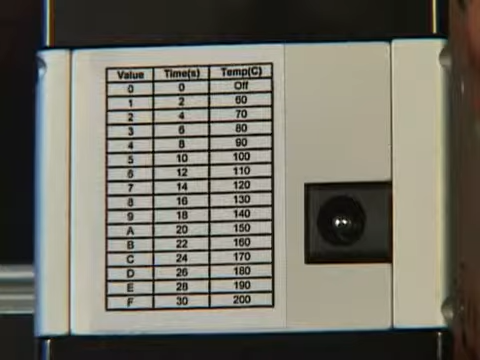 Value Time(s) Temp(C)
0 0 Off
1 2 60
2 4 70
3 6 80
4 8 90
5 10 100
6 12 110
7 14 120
8 16 130
9 18 140
A 20 150
B 22 160
C 24 170
D 26 180
E 28 190
F 30 200